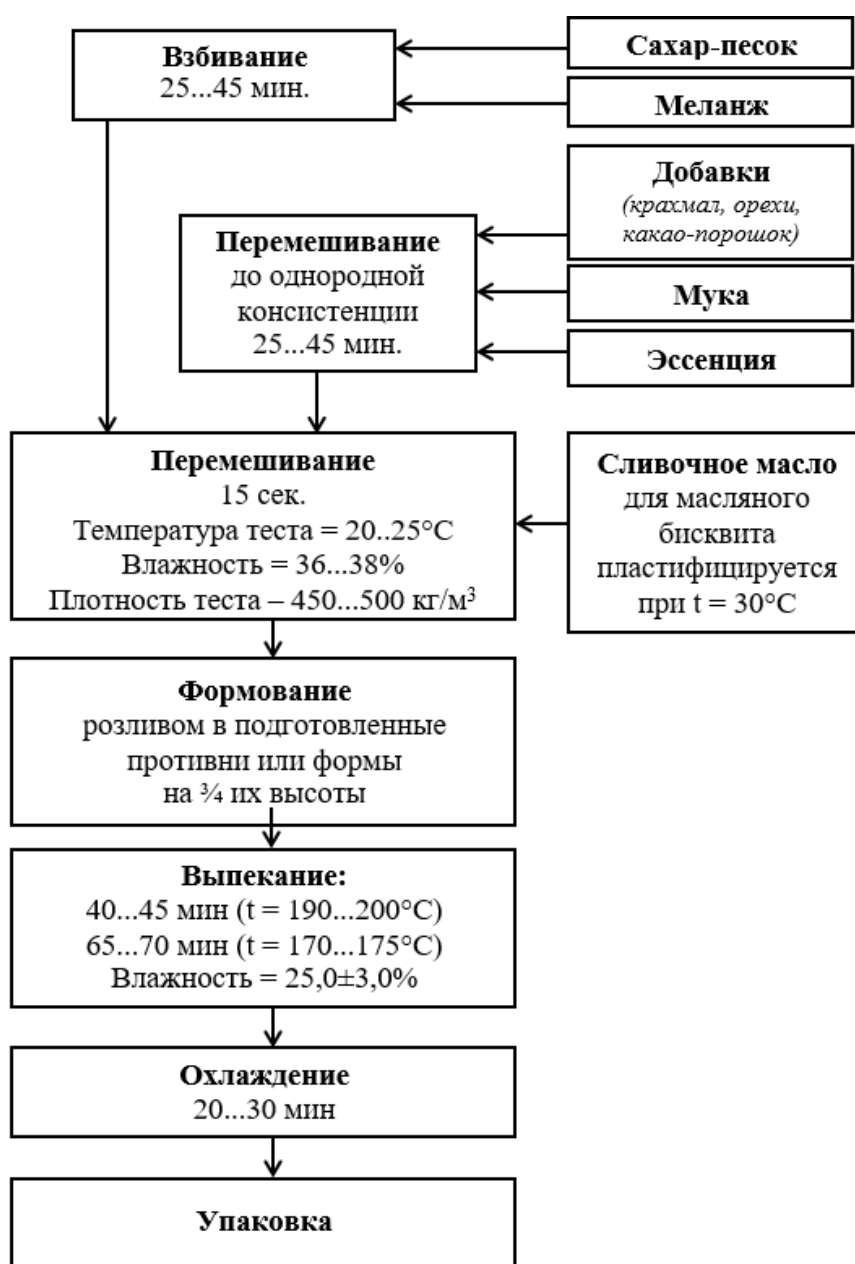 Взбивание
25...45 мин.
Сахар-песок
Меланж
Добавки
(крахмал, орехи,
какао-порошок)
Перемешивание
до однородной
консистенции
25...45 мин.
Мука
Эссенция
Перемешивание
15 сек.
Температура теста = 20..25°C
Влажность = 36...38%
Плотность теста – 450...500 кг/м³
Сливочное масло
для масляного
бисквита
пластифицируется
при t = 30°C
Формование
розливом в подготовленные
противни или формы
на ¾ их высоты
Выпекание:
40...45 мин (t = 190...200°C)
65...70 мин (t = 170...175°C)
Влажность = 25,0±3,0%
Охлаждение
20...30 мин
Упаковка